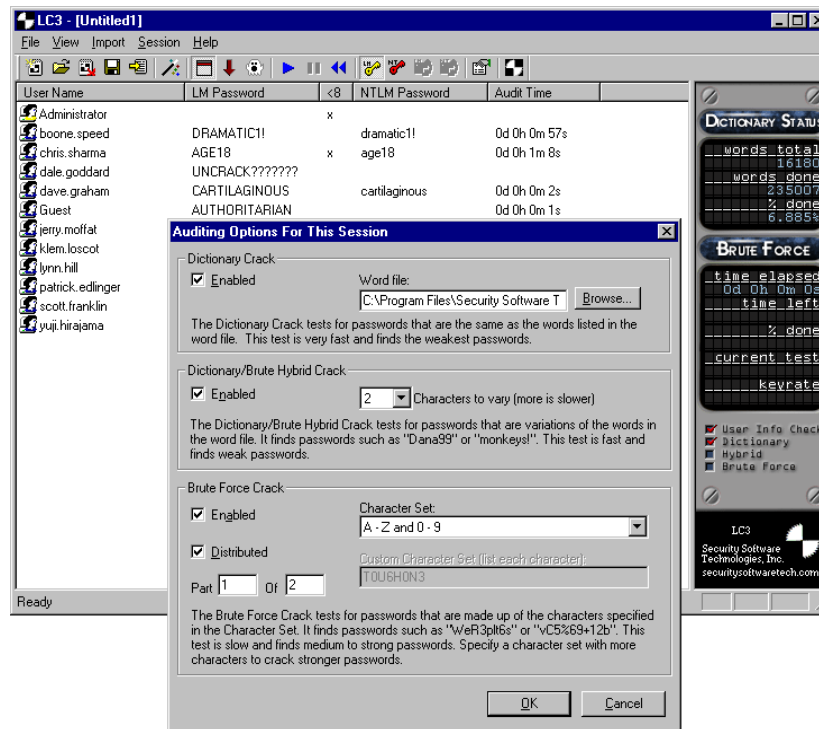 LC3 - [Untitled1]
File View Import Session Help
User Name LM Password <8 NTLM Password Audit Time
Administrator x
boone.speed DRAMATIC1! dramatic1! 0d 0h 0m 57s
chris.sharma AGE18 x age18 0d 0h 1m 8s
dale.goddard UNCRACK???????
dave.graham CARTILAGINOUS cartilaginous 0d 0h 0m 2s
Guest AUTHORITARIAN 0d 0h 0m 1s
jerry.moffat
klem.loscot
lynn.hill
patrick.edlinger
scott.franklin
yuji.hirajama
Auditing Options For This Session
Dictionary Crack
Enabled Word file:
C:\Program Files\Security Software T Browse...
The Dictionary Crack tests for passwords that are the same as the words listed in the
word file. This test is very fast and finds the weakest passwords.
Dictionary/Brute Hybrid Crack
Enabled 2 Characters to vary (more is slower)
The Dictionary/Brute Hybrid Crack tests for passwords that are variations of the words in
the word file. It finds passwords such as "Dana99" or "monkeys!". This test is fast and
finds weak passwords.
Brute Force Crack
Enabled Character Set:
A - Z and 0 - 9
Distributed Custom Character Set (list each character):
Part 1 Of 2 T0U6H0N3
The Brute Force Crack tests for passwords that are made up of the characters specified
in the Character Set. It finds passwords such as "WeR3plt6s" or "vC5%69+12b". This
test is slow and finds medium to strong passwords. Specify a character set with more
characters to crack stronger passwords.
OK Cancel
DICTIONARY STATUS
words total
16180
words done
235007
% done
6.885%
BRUTE FORCE
time elapsed
0d 0h 0m 0s
time left
% done
current test
keyrate
User Info Check
Dictionary
Hybrid
Brute Force
LC3
Security Software
Technologies, Inc.
securitysoftwaretech.com
Ready